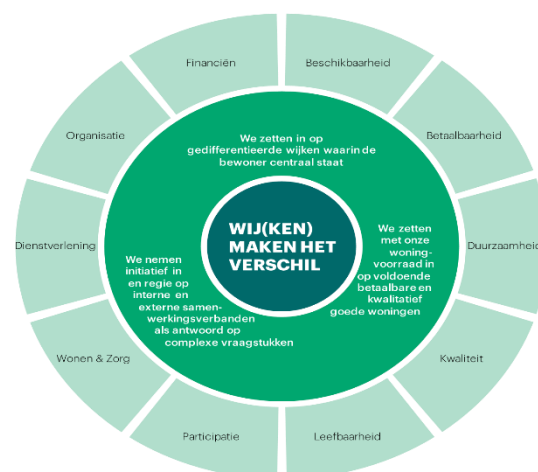 Financiën
Beschikbaarheid
Organisatie
Betaalbaarheid
We zetten in op
gedifferentieerde wijken waarin de
bewoner centraal staat
Dienstverlening
Duurzaamheid
WIJ(KEN)
MAKEN HET
VERSCHIL
We zetten
met onze
woning-
voorraad in
op voldoende
betaalbare en
kwalitatief
goede woningen
We nemen
initiatief in
en regie op
interne en
externe samen-
werkingsverbanden
als antwoord op
complexe vraagstukken
Wonen & Zorg
Kwaliteit
Participatie
Leefbaarheid